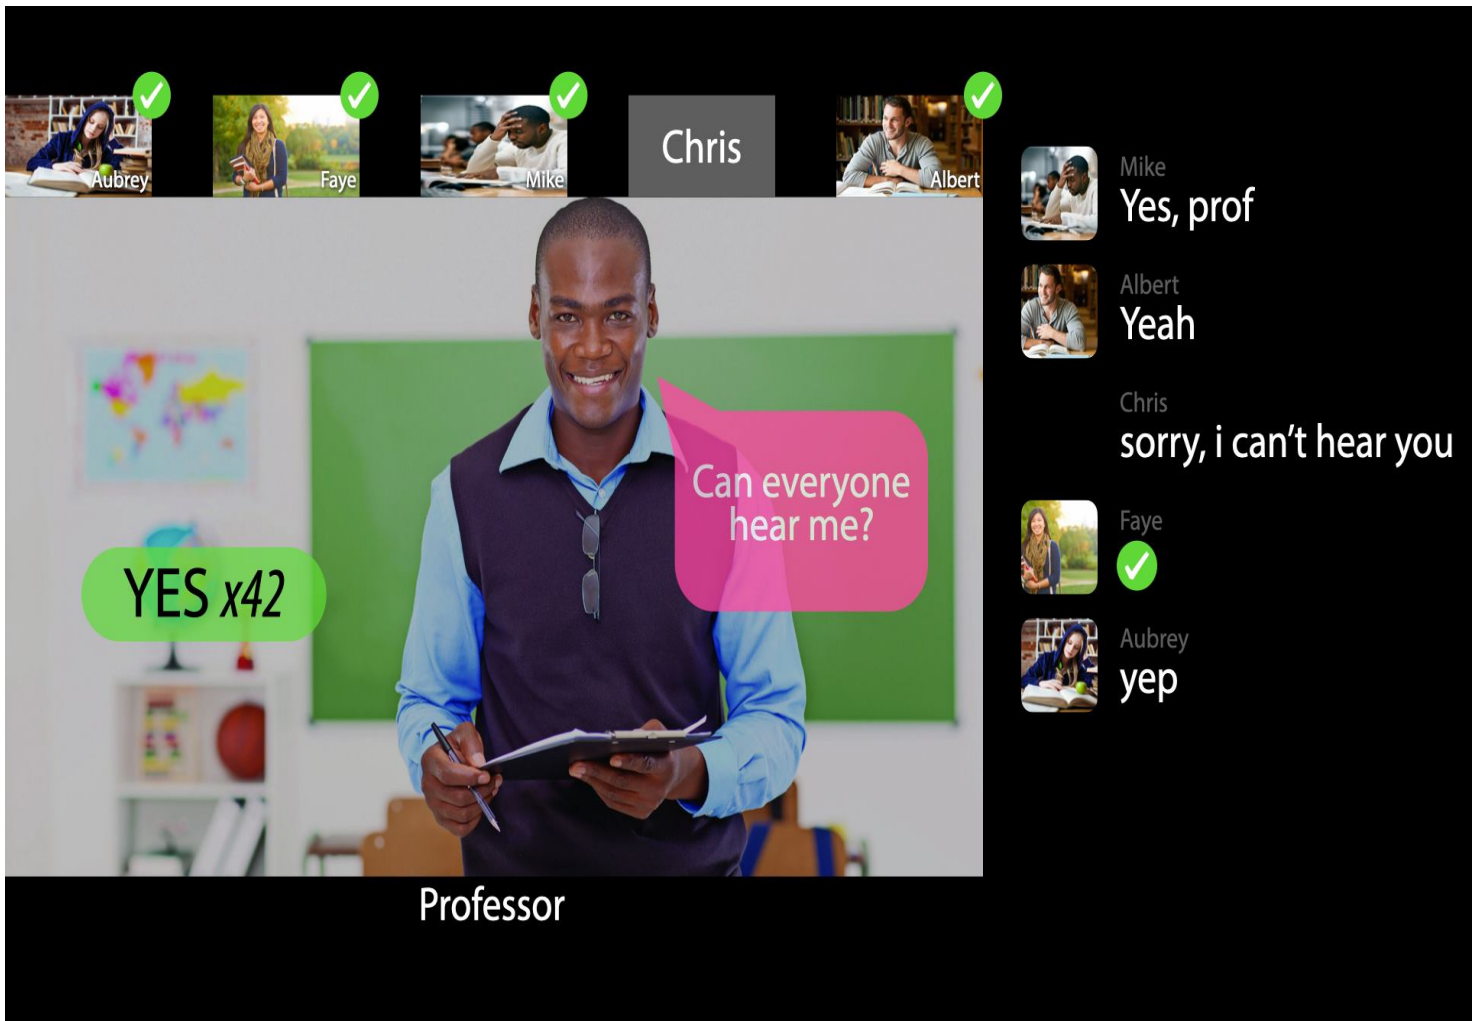 Aubrey
Faye
Mike
Chris
Albert
Can everyone
hear me?
YES x42
Professor
Mike
Yes, prof
Albert
Yeah
Chris
sorry, i can't hear you
Faye
Aubrey
yep